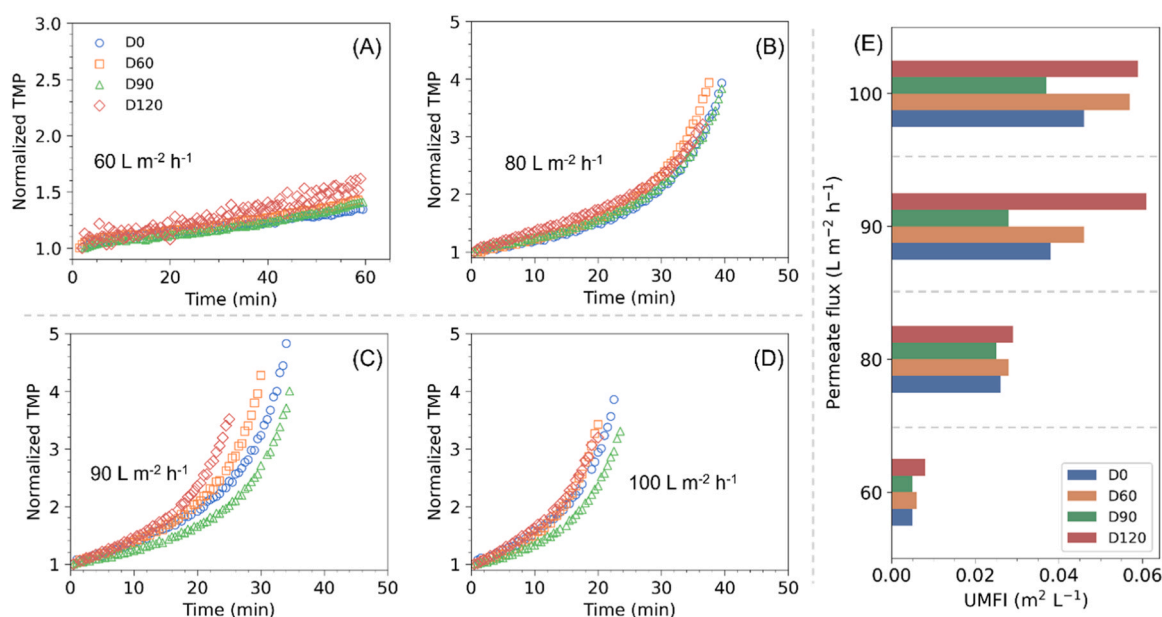 (A)
Normalized TMP
3.0
2.5
2.0
1.5
1.0
D0
D60
D90
D120
60 L m⁻² h⁻¹
0 20 40 60
Time (min)
(B)
Normalized TMP
5
4
3
2
1
80 L m⁻² h⁻¹
0 10 20 30 40 50
Time (min)
(C)
Normalized TMP
5
4
3
2
1
90 L m⁻² h⁻¹
0 10 20 30 40 50
Time (min)
(D)
Normalized TMP
5
4
3
2
1
100 L m⁻² h⁻¹
0 10 20 30 40 50
Time (min)
(E)
Permeate flux (L m⁻² h⁻¹)
100
90
80
60
D0
D60
D90
D120
0.00 0.02 0.04 0.06
UMFI (m² L⁻¹)